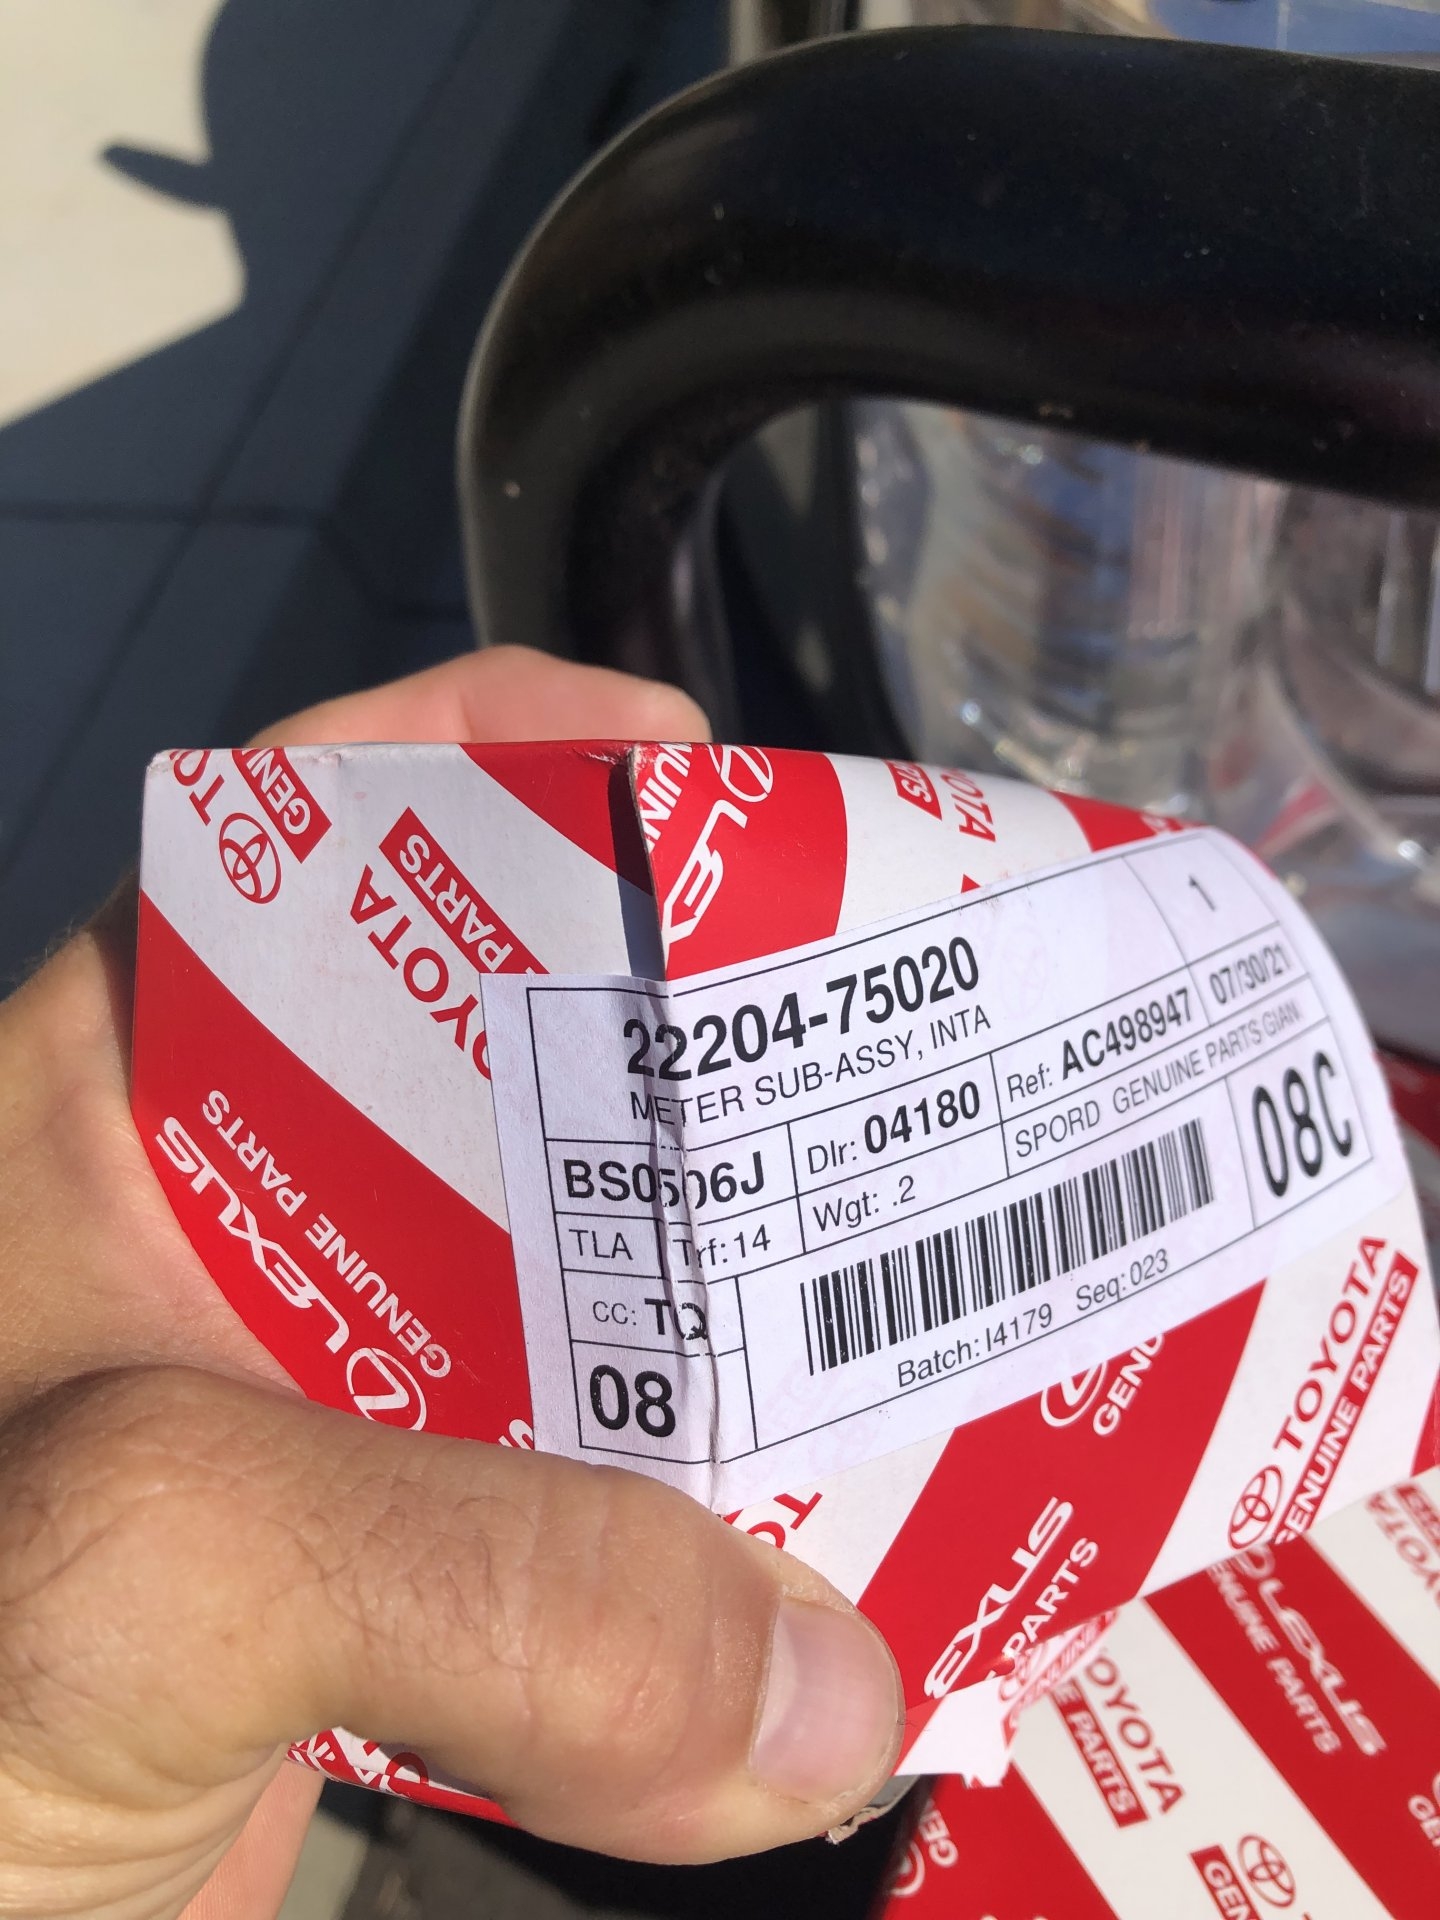 TOYOTA
GENUINE PARTS
LEXUS
GENUINE PARTS
22204-75020
METER SUB-ASSY, INTA
1
BS0506J
Dlr: 04180
Ref: AC498947
07/30/21
TLA
Trf: 14
Wgt: .2
SPORD GENUINE PARTS GIAN
CC: TQ
08
08C
Batch: I4179 Seq: 023
TOYOTA
GENUINE PARTS
LEXUS
PARTS
LEXUS
GENUINE PARTS
TOYOTA